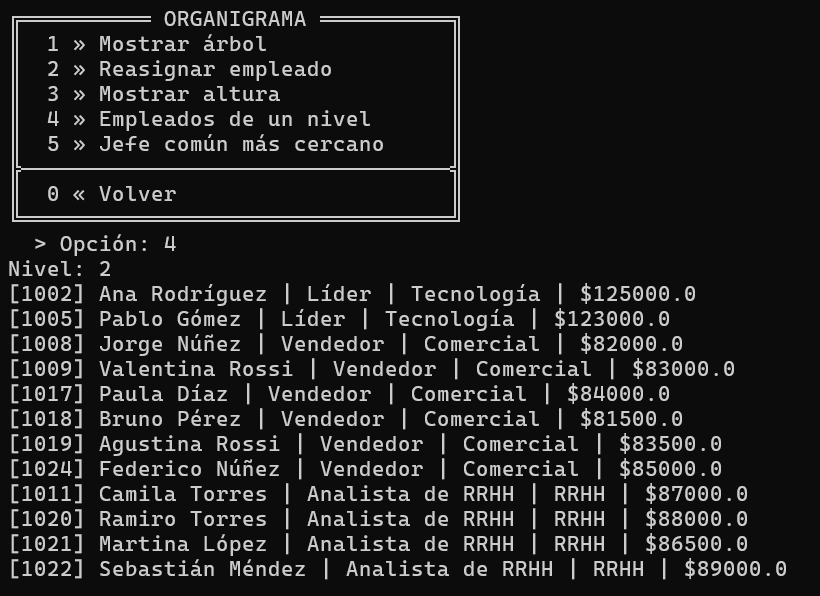 ORGANIGRAMA
1 » Mostrar árbol
2 » Reasignar empleado
3 » Mostrar altura
4 » Empleados de un nivel
5 » Jefe común más cercano
0 « Volver
> Opción: 4
Nivel: 2
[1002] Ana Rodríguez | Líder | Tecnología | $125000.0
[1005] Pablo Gómez | Líder | Tecnología | $123000.0
[1008] Jorge Núñez | Vendedor | Comercial | $82000.0
[1009] Valentina Rossi | Vendedor | Comercial | $83000.0
[1017] Paula Díaz | Vendedor | Comercial | $84000.0
[1018] Bruno Pérez | Vendedor | Comercial | $81500.0
[1019] Agustina Rossi | Vendedor | Comercial | $83500.0
[1024] Federico Núñez | Vendedor | Comercial | $85000.0
[1011] Camila Torres | Analista de RRHH | RRHH | $87000.0
[1020] Ramiro Torres | Analista de RRHH | RRHH | $88000.0
[1021] Martina López | Analista de RRHH | RRHH | $86500.0
[1022] Sebastián Méndez | Analista de RRHH | RRHH | $89000.0